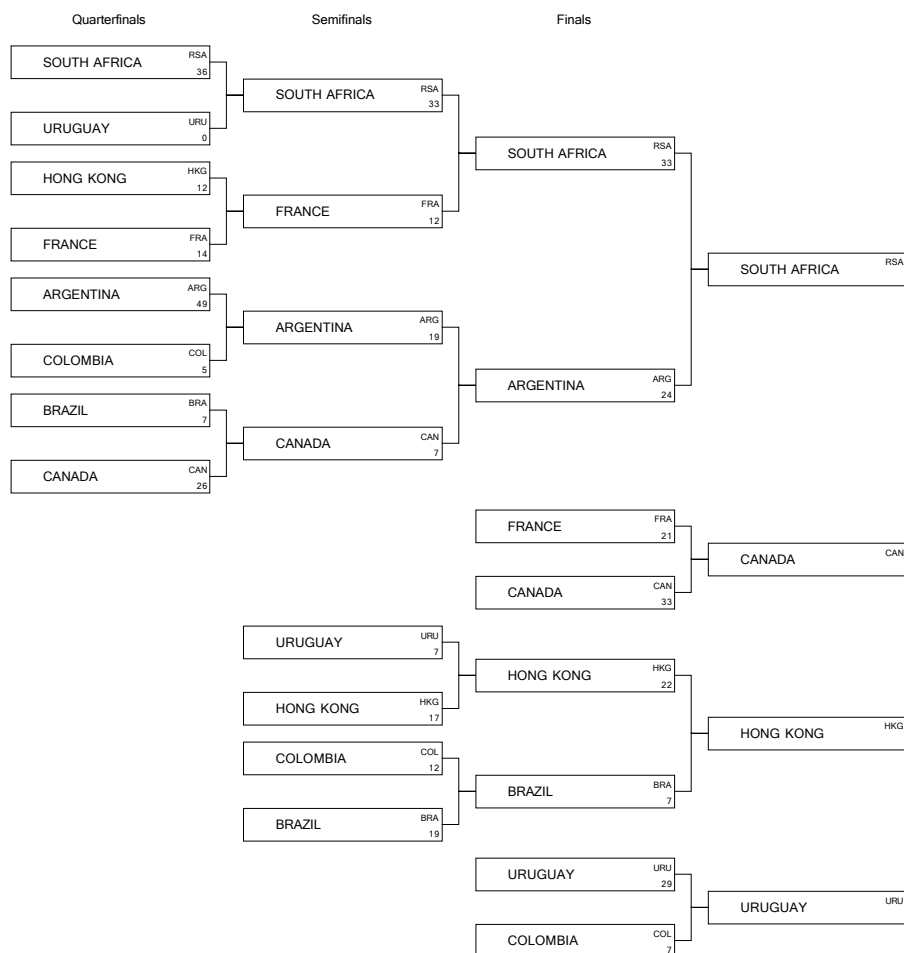 Quarterfinals Semifinals Finals
SOUTH AFRICA RSA
36
URUGUAY URU
0
HONG KONG HKG
12
FRANCE FRA
14
ARGENTINA ARG
49
COLOMBIA COL
5
BRAZIL BRA
7
CANADA CAN
26
SOUTH AFRICA RSA
33
FRANCE FRA
12
ARGENTINA ARG
19
CANADA CAN
7
URUGUAY URU
7
HONG KONG HKG
17
COLOMBIA COL
12
BRAZIL BRA
19
SOUTH AFRICA RSA
33
ARGENTINA ARG
24
FRANCE FRA
21
CANADA CAN
33
HONG KONG HKG
22
BRAZIL BRA
7
URUGUAY URU
29
COLOMBIA COL
7
SOUTH AFRICA RSA
CANADA CAN
HONG KONG HKG
URUGUAY URU